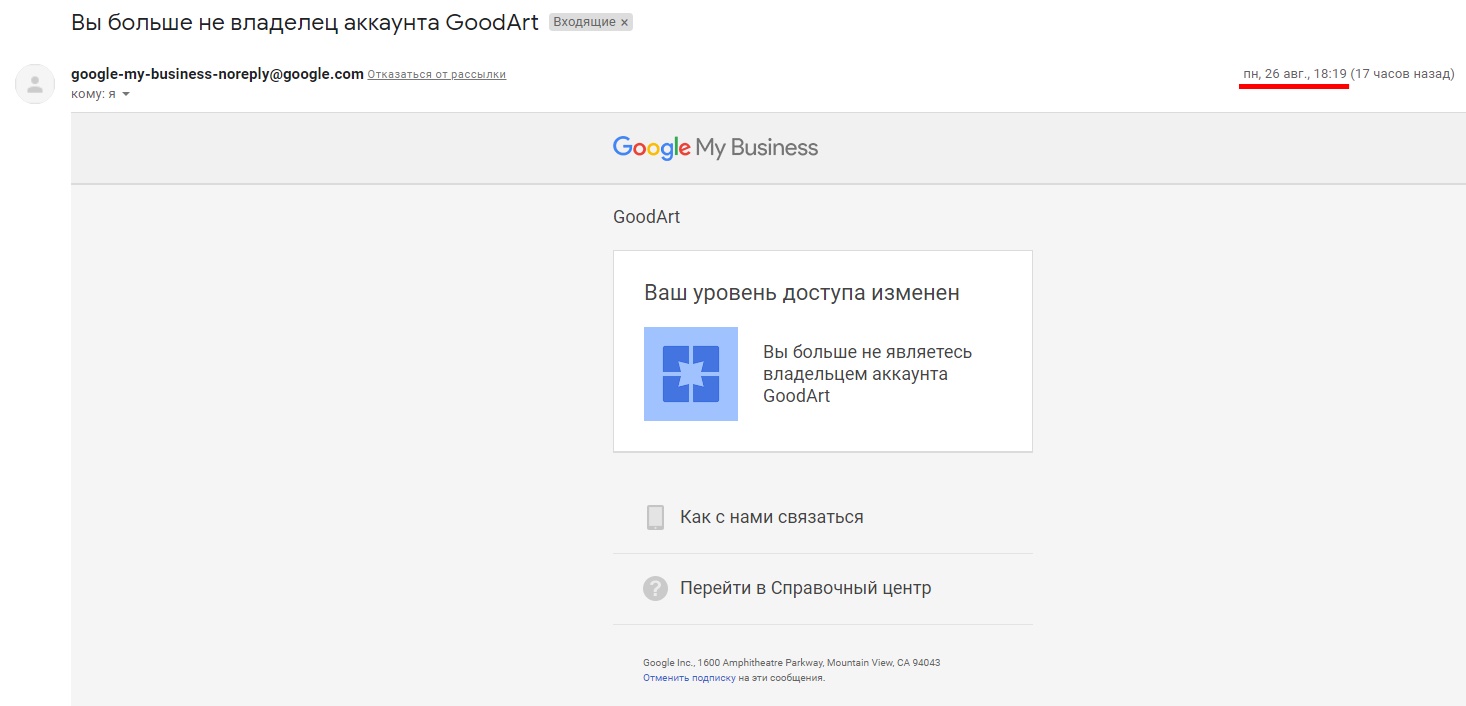 Вы больше не владелец аккаунта GoodArt Входящие ×
google-my-business-noreply@google.com Отказаться от рассылки пн, 26 авг., 18:19 (17 часов назад)
кому: я
Google My Business
GoodArt
Ваш уровень доступа изменен
Вы больше не являетесь
владельцем аккаунта
GoodArt
Как с нами связаться
? Перейти в Справочный центр
Google Inc., 1600 Amphitheatre Parkway, Mountain View, CA 94043
Отменить подписку на эти сообщения.